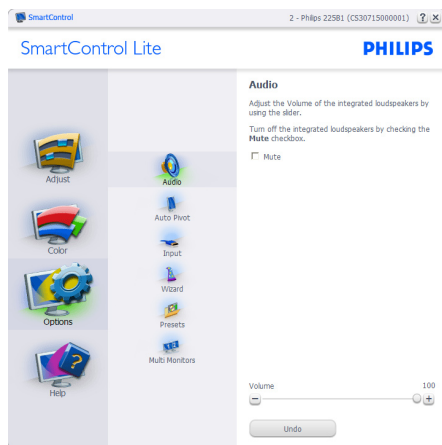 SmartControl
2 - Philips 225B1 (CS30715000001)
SmartControl Lite
PHILIPS
Adjust
Color
Options
Help
Audio
Auto Pivot
Input
Wizard
Presets
Multi Monitors
Audio
Adjust the Volume of the integrated loudspeakers by
using the slider.
Turn off the integrated loudspeakers by checking the
Mute checkbox.
Mute
Volume 100
Undo